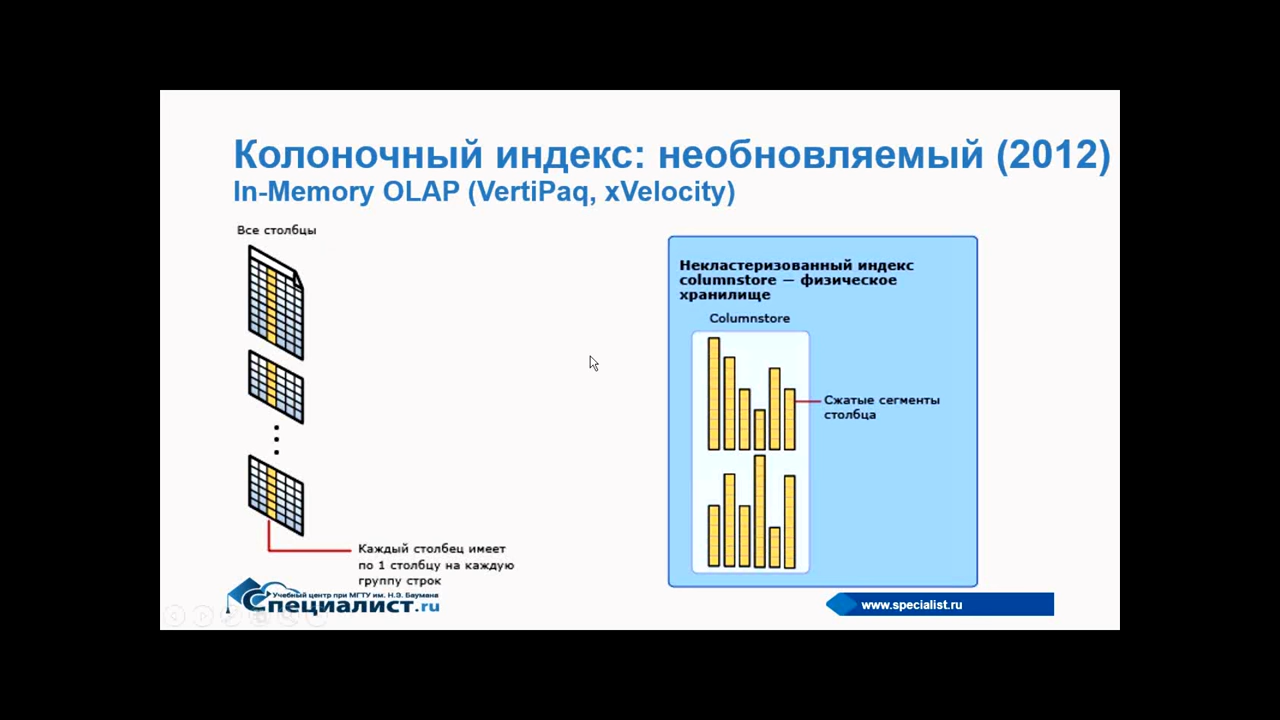 Колоночный индекс: необновляемый (2012)
In-Memory OLAP (VertiPaq, xVelocity)
Все столбцы
Каждый столбец имеет
по 1 столбцу на каждую
группу строк
Некластеризованный индекс
columnstore — физическое
хранилище
Columnstore
Сжатые сегменты
столбца
Учебный центр при МГТУ им. Н.Э. Баумана
Специалист.ru
www.specialist.ru